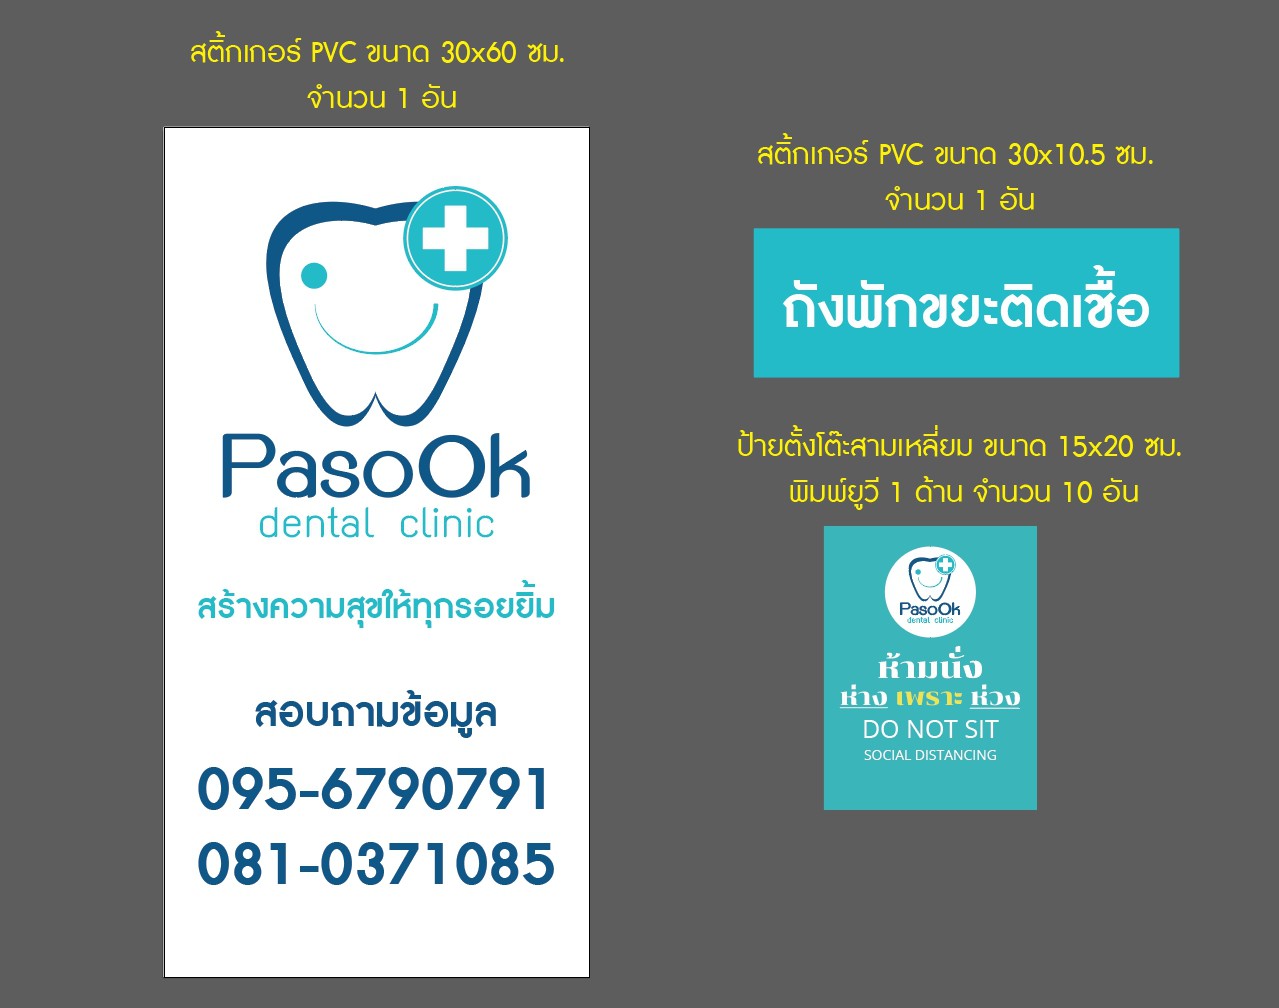 สติ้กเกอร์ PVC ขนาด 30x60 ซม.
จำนวน 1 อัน
PasoOk
dental clinic
สร้างความสุขให้ทุกรอยยิ้ม
สอบถามข้อมูล
095-6790791
081-0371085
สติ้กเกอร์ PVC ขนาด 30x10.5 ซม.
จำนวน 1 อัน
ถังพักขยะติดเชื้อ
ป้ายตั้งโต๊ะสามเหลี่ยม ขนาด 15x20 ซม.
พิมพ์ยูวี 1 ด้าน จำนวน 10 อัน
PasoOk
dental clinic
ห้ามนั่ง
ห่าง เพราะ ห่วง
DO NOT SIT
SOCIAL DISTANCING